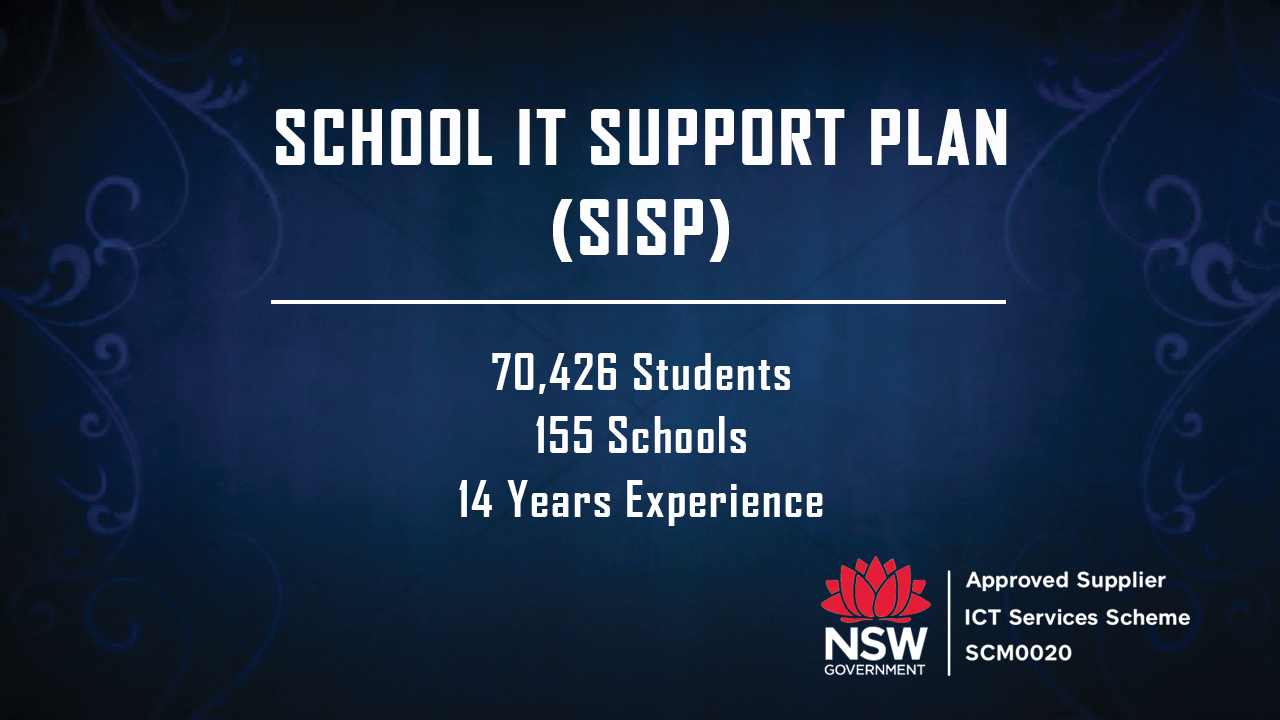 SCHOOL IT SUPPORT PLAN
(SISP)
70,426 Students
155 Schools
14 Years Experience
Approved Supplier
ICT Services Scheme
SCM0020
NSW
GOVERNMENT